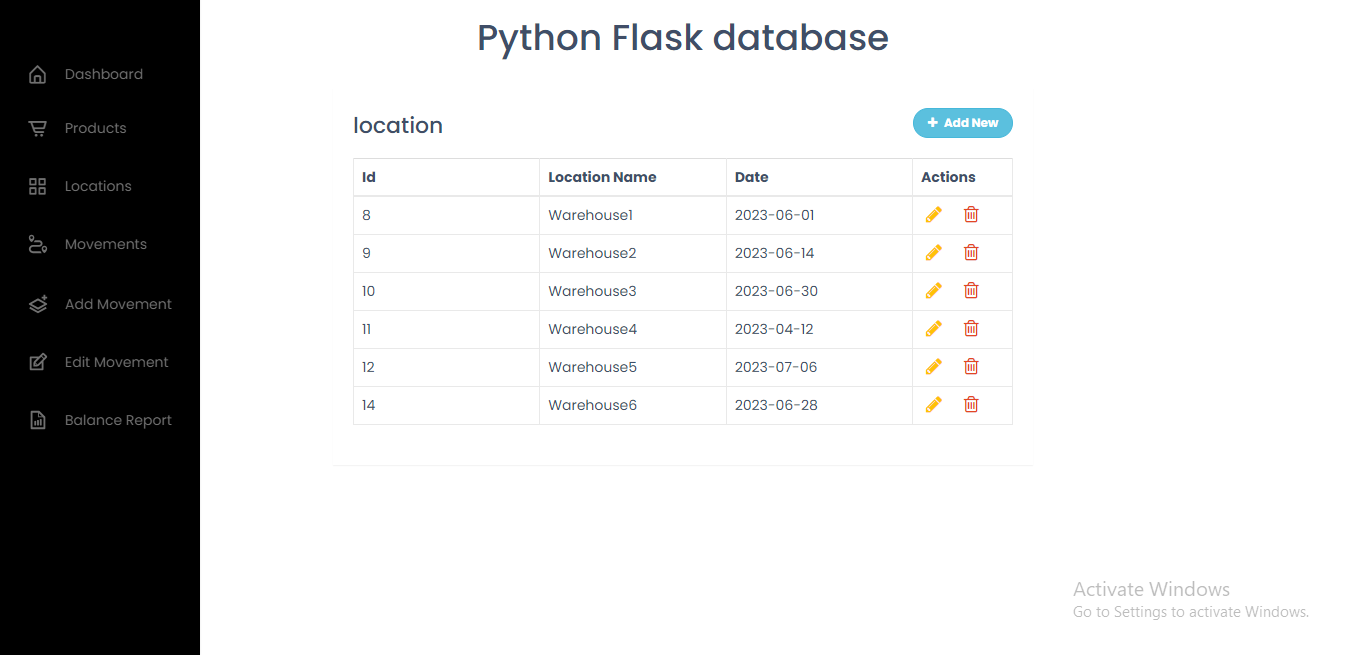 Python Flask database
Dashboard
Products
Locations
Movements
Add Movement
Edit Movement
Balance Report
location
+ Add New
Id Location Name Date Actions
8 Warehouse1 2023-06-01
9 Warehouse2 2023-06-14
10 Warehouse3 2023-06-30
11 Warehouse4 2023-04-12
12 Warehouse5 2023-07-06
14 Warehouse6 2023-06-28
Activate Windows
Go to Settings to activate Windows.